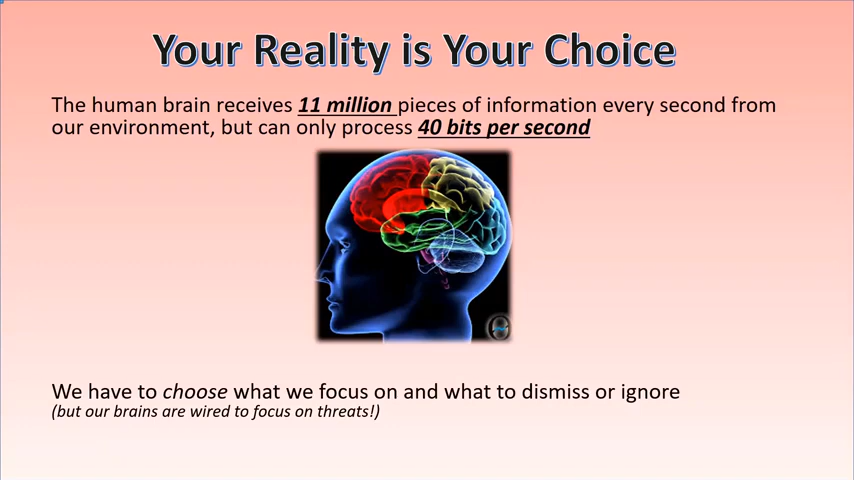 Your Reality is Your Choice
The human brain receives 11 million pieces of information every second from
our environment, but can only process 40 bits per second
We have to choose what we focus on and what to dismiss or ignore
(but our brains are wired to focus on threats!)